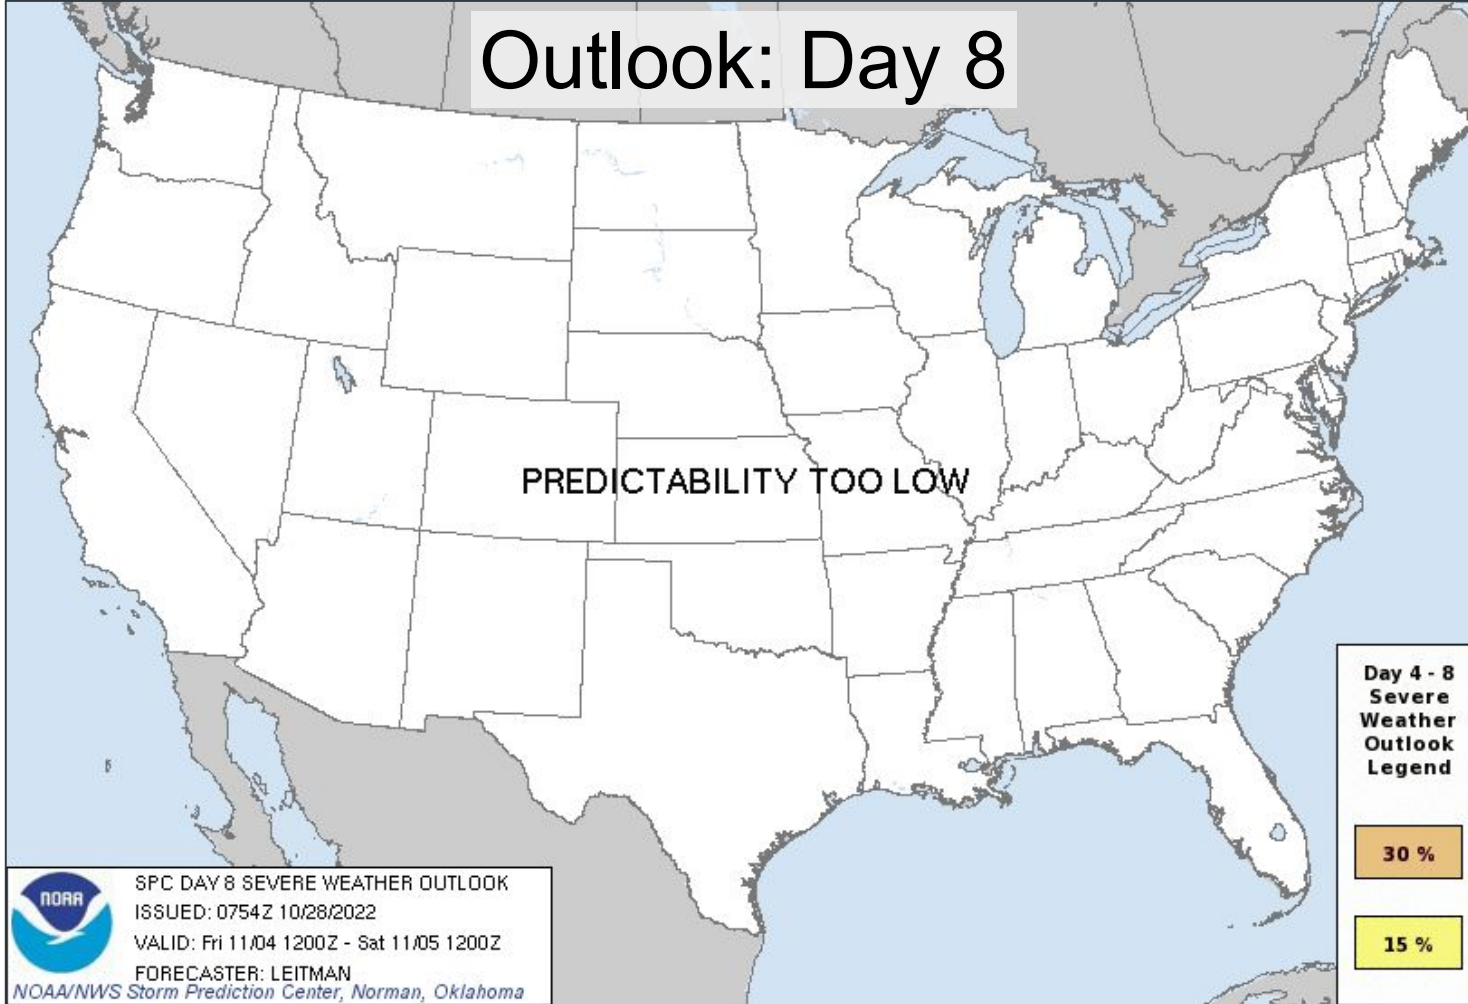 Outlook: Day 8
PREDICTABILITY TOO LOW
Day 4 - 8
Severe
Weather
Outlook
Legend
30 %
15 %
NOAA
SPC DAY 8 SEVERE WEATHER OUTLOOK
ISSUED: 0754Z 10/28/2022
VALID: Fri 11/04 1200Z - Sat 11/05 1200Z
FORECASTER: LEITMAN
NOAA/NWS Storm Prediction Center, Norman, Oklahoma